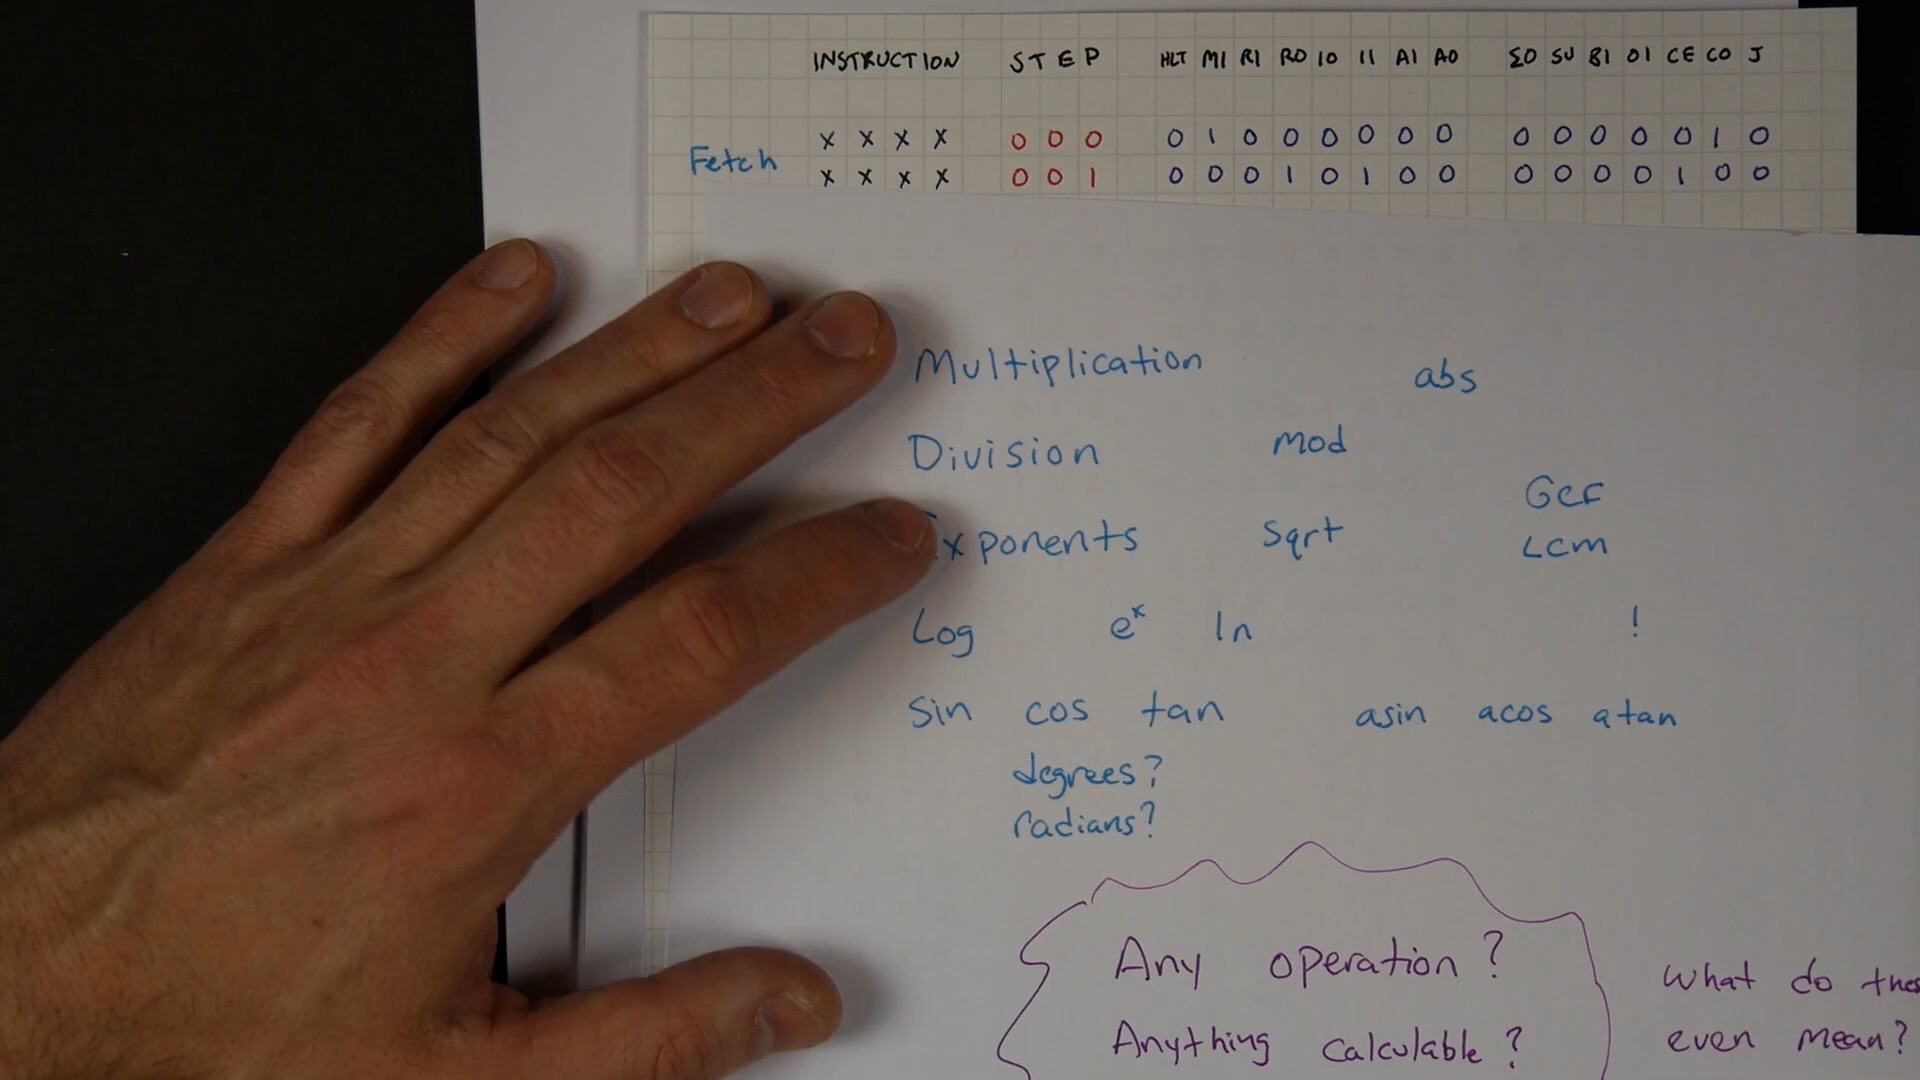 INSTRUCTION STEP HLT MI RI RO IO II AI AO ΣO SU BI OI CE CO J
Fetch
X X X X 0 0 0 0 1 0 0 0 0 0 0 0 0 0 0 0 1 0
X X X X 0 0 1 0 0 0 1 0 1 0 0 0 0 0 0 1 0 0
Multiplication abs
Division mod
GCF
Exponents Sqrt LCM
Log eˣ ln !
Sin cos tan asin acos atan
degrees?
radians?
Any operation?
Anything calculable?
What do
even mean?